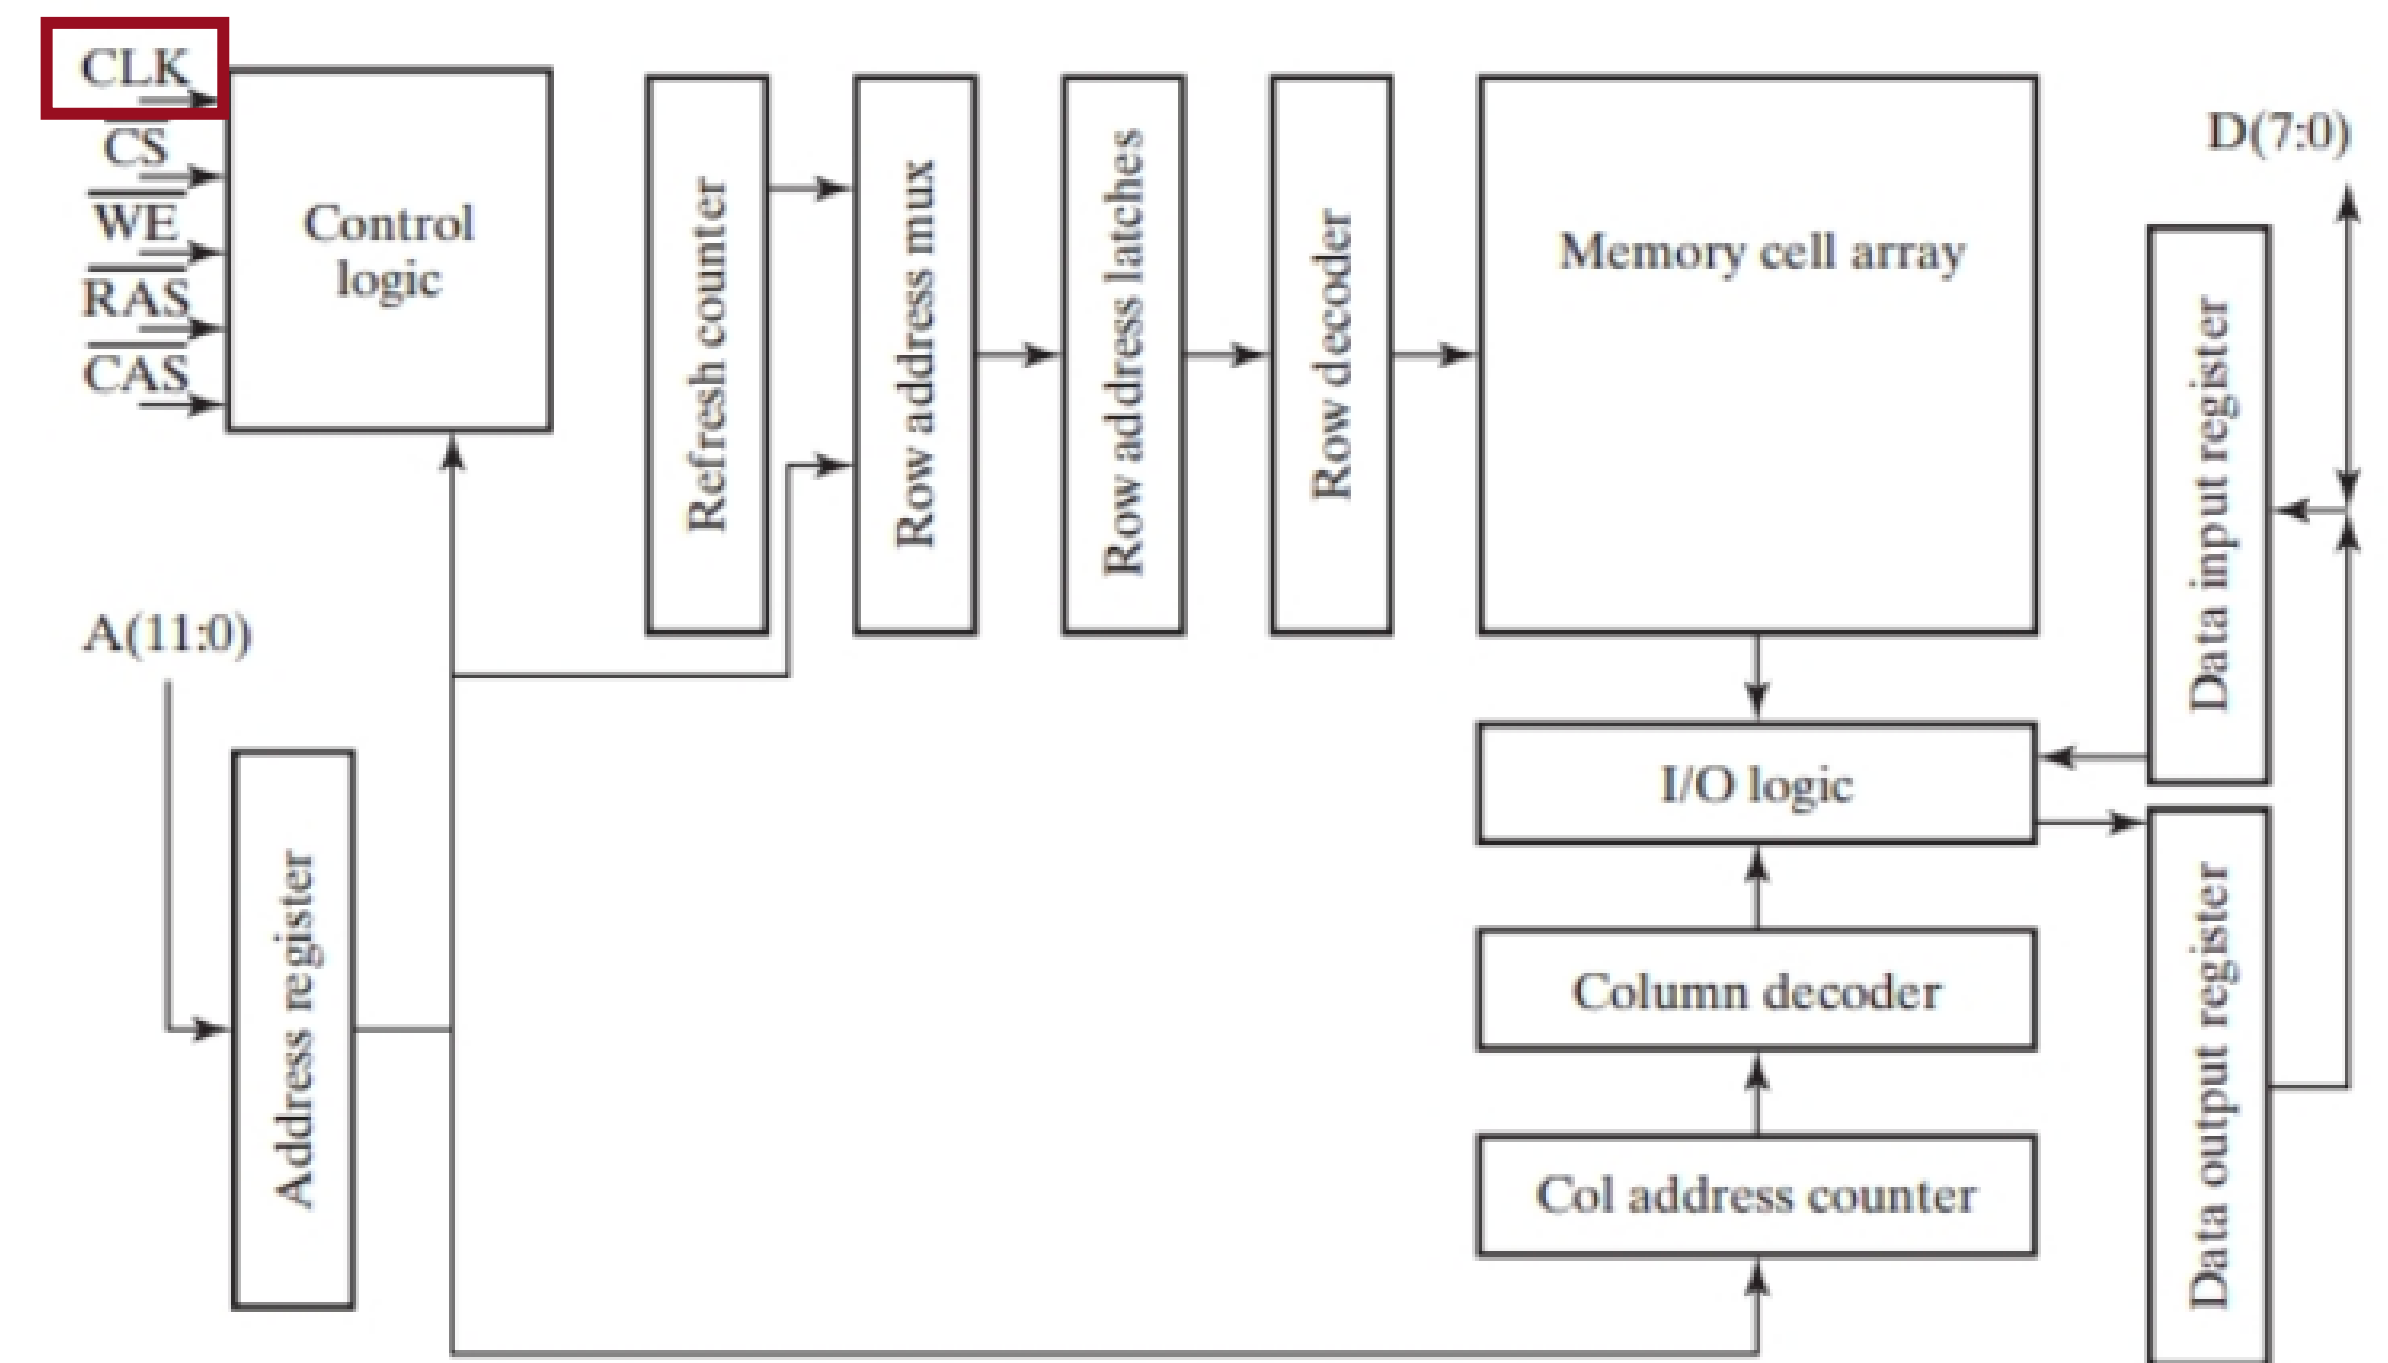 CLK
CS
WE
RAS
CAS
Control
logic
Refresh counter
Row address mux
Row address latches
Row decoder
Memory cell array
D(7:0)
Data input register
A(11:0)
Address register
I/O logic
Column decoder
Col address counter
Data output register